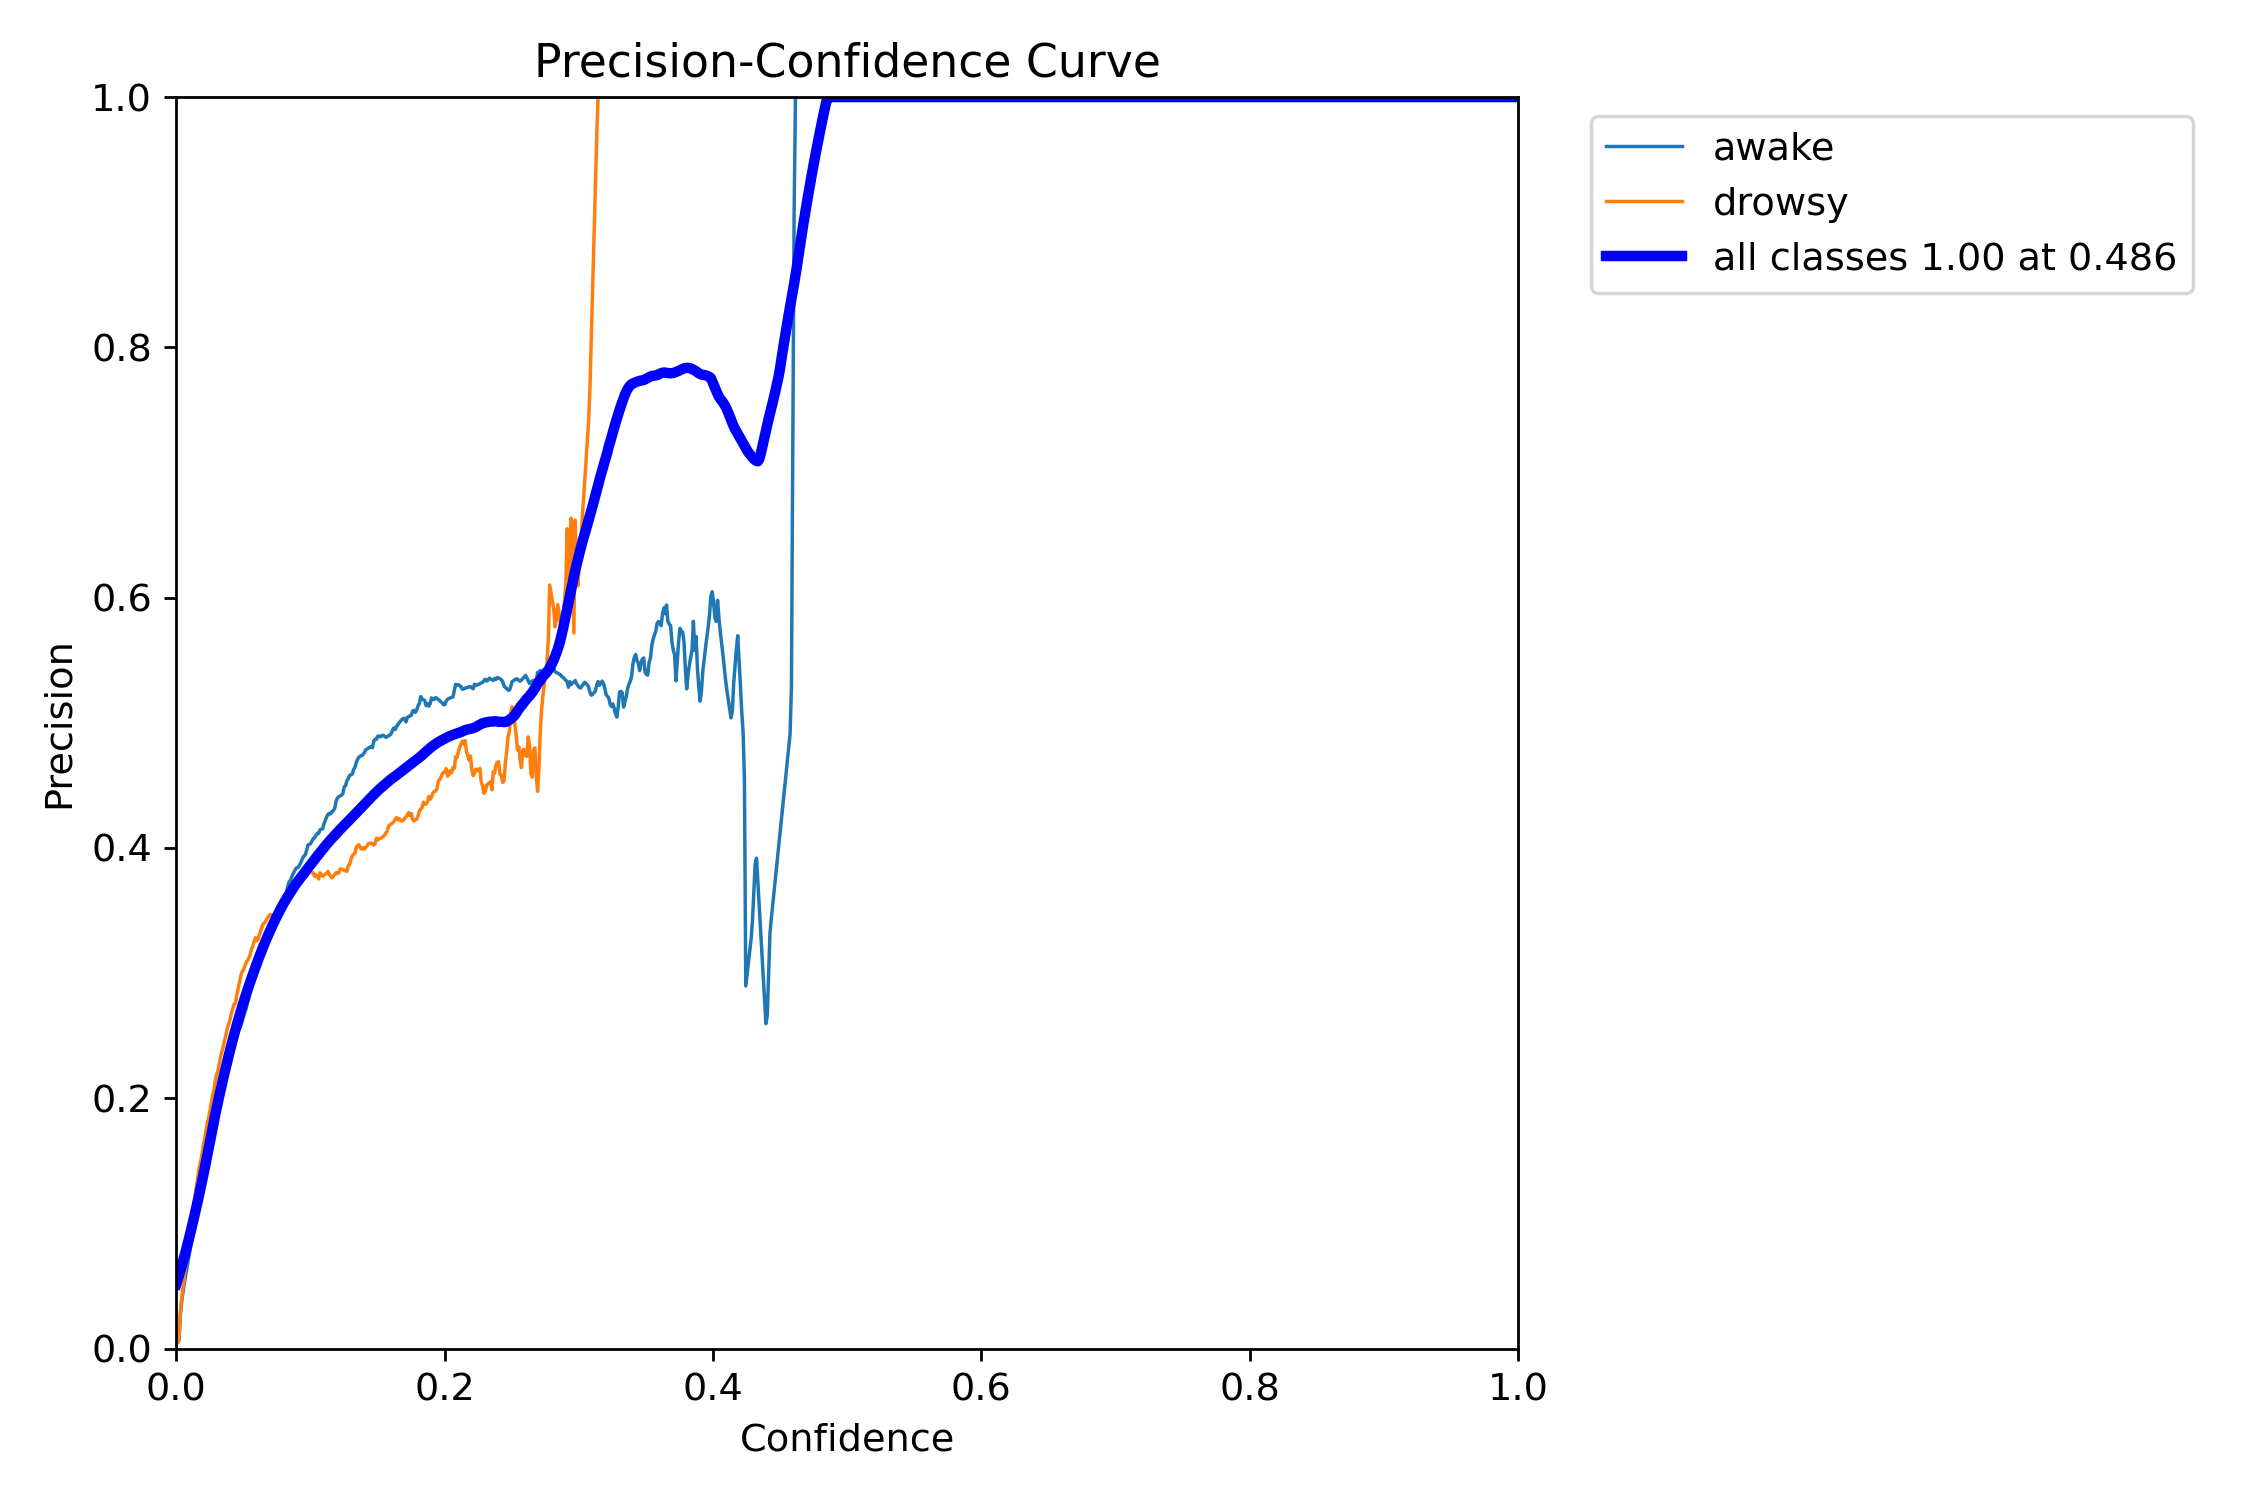 Precision-Confidence Curve
1.0
0.8
0.6
0.4
0.2
0.0
Precision
0.0 0.2 0.4 0.6 0.8 1.0
Confidence
awake
drowsy
all classes 1.00 at 0.486